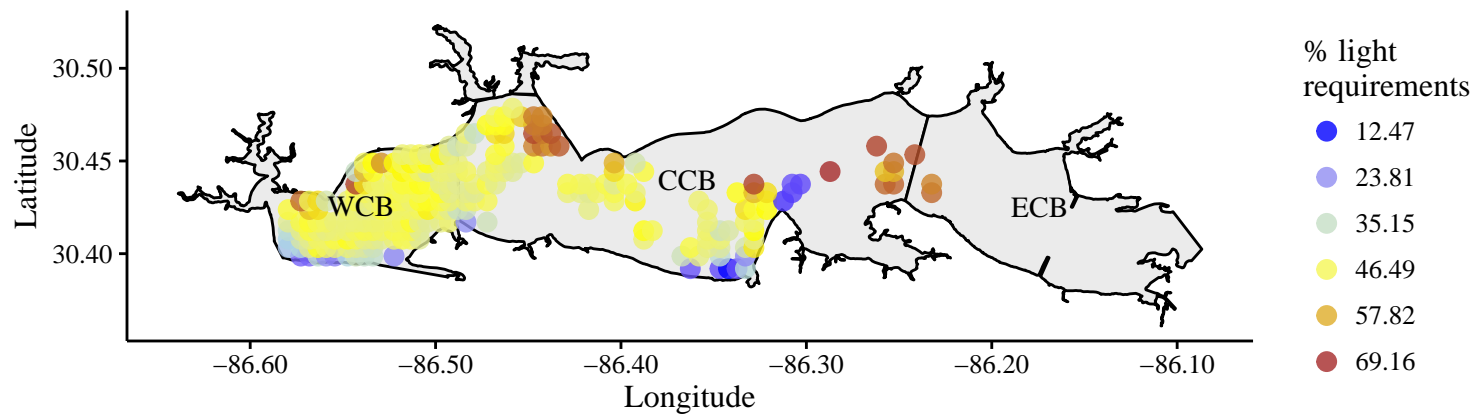 % light
requirements
30.50
30.45
30.40
Latitude
WCB
CCB
ECB
12.47
23.81
35.15
46.49
57.82
69.16
−86.60
−86.50
−86.40
−86.30
−86.20
−86.10
Longitude